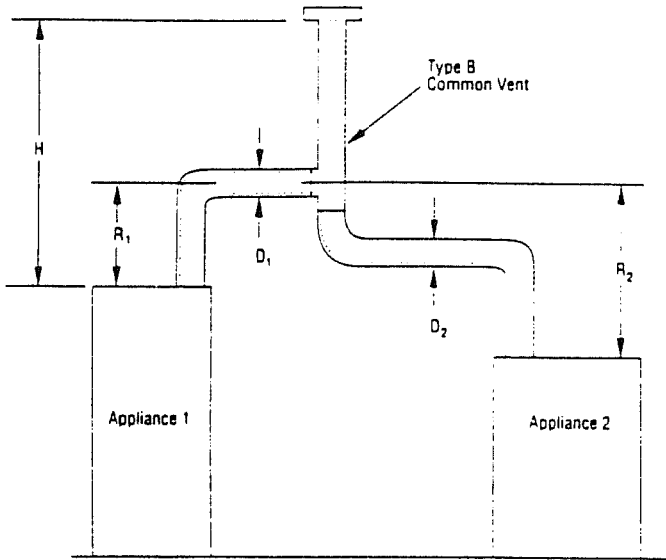 Type B
Common Vent
H
R₁
D₁
R₂
D₂
Appliance 1
Appliance 2